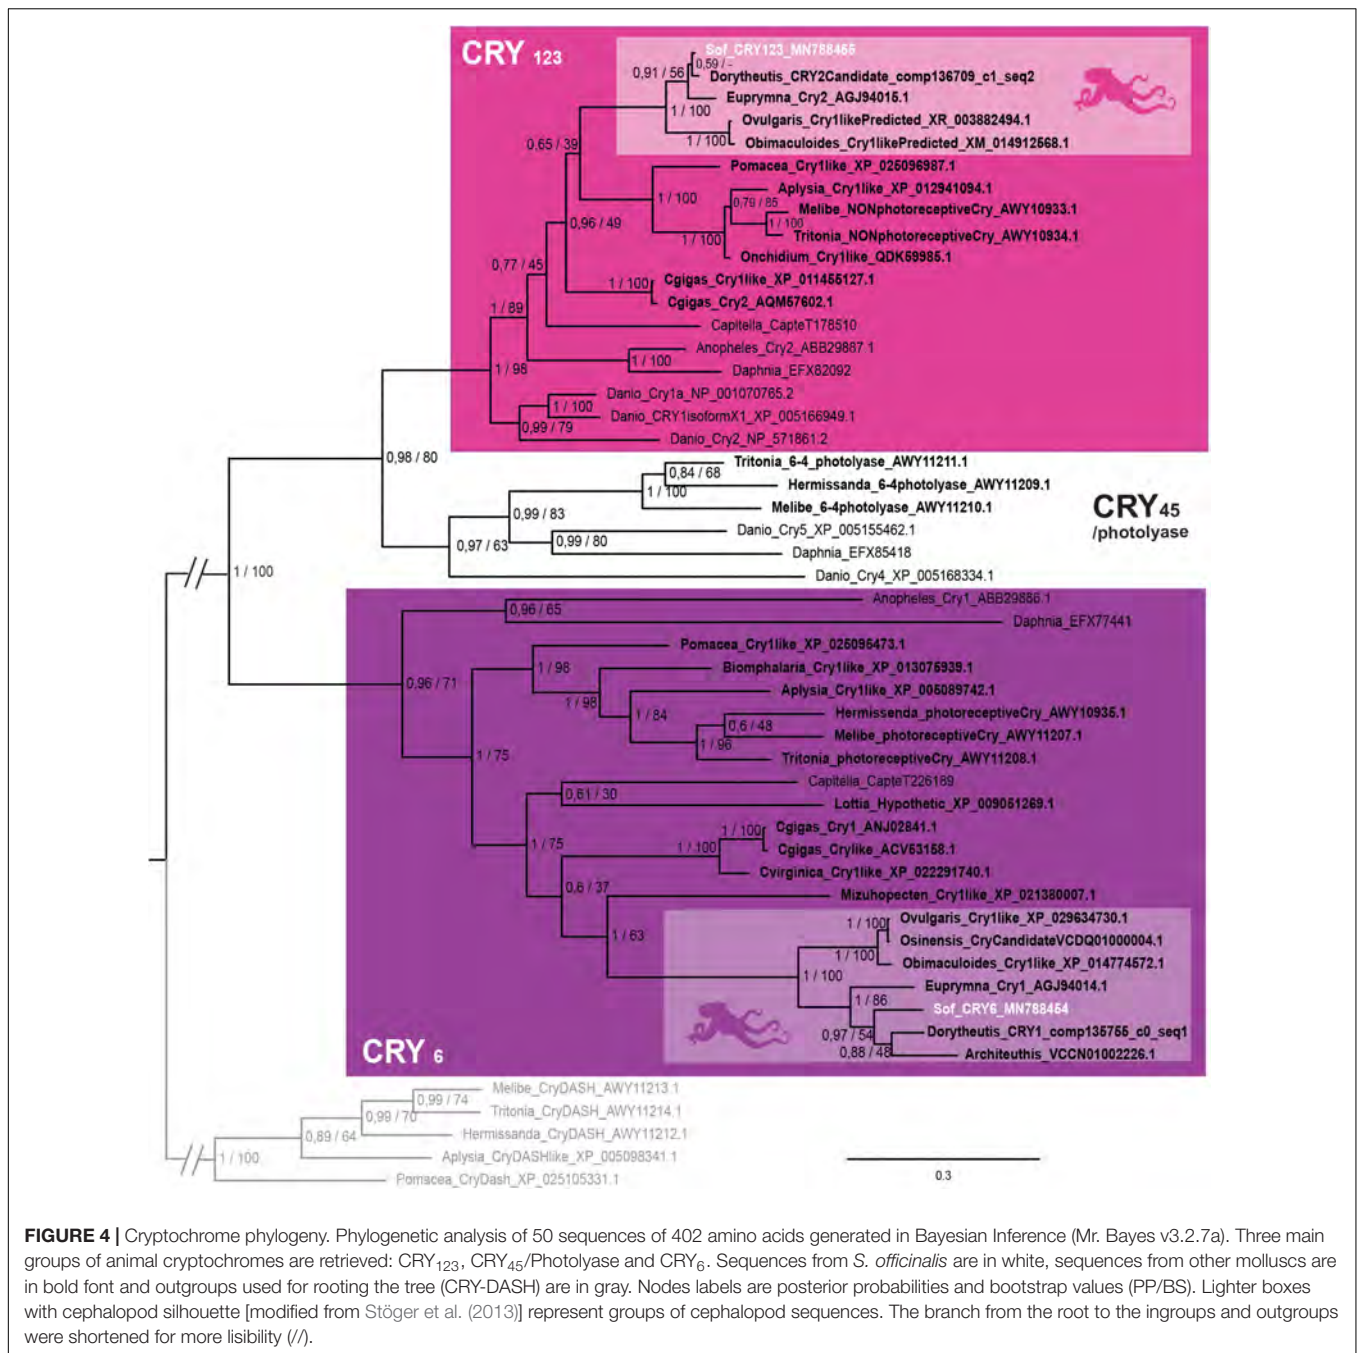 CRY 123
Sof_CRY123_MN788455
0,59 / -
0,91 / 56
Dorytheutis_CRY2Candidate_comp136709_c1_seq2
Euprymna_Cry2_AGJ94015.1
1 / 100
Ovulgaris_Cry1likePredicted_XR_003882494.1
1 / 100
Obimaculoides_Cry1likePredicted_XM_014912568.1
0,65 / 39
Pomacea_Cry1like_XP_025096987.1
1 / 100
Aplysia_Cry1like_XP_012941094.1
0,79 / 85
Melibe_NONphotoreceptiveCry_AWY10933.1
1 / 100
0,96 / 49
Tritonia_NONphotoreceptiveCry_AWY10934.1
1 / 100
Onchidium_Cry1like_QDK59985.1
0,77 / 45
Cgigas_Cry1like_XP_011455127.1
1 / 100
Cgigas_Cry2_AQM57602.1
1 / 89
Capitella_CapteT178510
Anopheles_Cry2_ABB29887.1
1 / 100
Daphnia_EFX82092
1 / 98
Danio_Cry1a_NP_001070765.2
1 / 100
Danio_CRY1isoformX1_XP_005166949.1
0,99 / 79
Danio_Cry2_NP_571861.2
0,98 / 80
Tritonia_6-4_photolyase_AWY11211.1
0,84 / 68
Hermissanda_6-4photolyase_AWY11209.1
1 / 100
Melibe_6-4photolyase_AWY11210.1
CRY45
/photolyase
0,99 / 83
Danio_Cry5_XP_005155462.1
0,99 / 80
0,97 / 63
Daphnia_EFX85418
Danio_Cry4_XP_005168334.1
1 / 100
Anopheles_Cry1_ABB29886.1
0,96 / 65
Daphnia_EFX77441
Pomacea_Cry1like_XP_025095473.1
1 / 98
Biomphalaria_Cry1like_XP_013075939.1
0,96 / 71
Aplysia_Cry1like_XP_005089742.1
1 / 98
1 / 84
Hermissenda_photoreceptiveCry_AWY10935.1
0,6 / 48
Melibe_photoreceptiveCry_AWY11207.1
1 / 96
Tritonia_photoreceptiveCry_AWY11208.1
1 / 75
Capitella_CapteT226189
0,61 / 30
Lottia_Hypothetic_XP_009051269.1
Cgigas_Cry1_ANJ02841.1
1 / 100
1 / 75
Cgigas_Crylike_ACV53158.1
1 / 100
Cvirginica_Cry1like_XP_022291740.1
0,6 / 37
Mizuhopecten_Cry1like_XP_021380007.1
Ovulgaris_Cry1like_XP_029634730.1
1 / 100
1 / 63
Osinensis_CryCandidateVCDQ01000004.1
1 / 100
Obimaculoides_Cry1like_XP_014774572.1
1 / 100
Euprymna_Cry1_AGJ94014.1
1 / 86
Sof_CRY6_MN788454
0,97 / 54
Dorytheutis_CRY1_comp135755_c0_seq1
0,88 / 48
Architeuthis_VCCN01002226.1
CRY 6
Melibe_CryDASH_AWY11213.1
0,99 / 74
Tritonia_CryDASH_AWY11214.1
0,99 / 70
Hermissanda_CryDASH_AWY11212.1
0,89 / 64
Aplysia_CryDASHlike_XP_005098341.1
1 / 100
Pomscea_CryDash_XP_025105331.1
0.3
FIGURE 4 | Cryptochrome phylogeny. Phylogenetic analysis of 50 sequences of 402 amino acids generated in Bayesian Inference (Mr. Bayes v3.2.7a). Three main
groups of animal cryptochromes are retrieved: CRY123, CRY45/Photolyase and CRY6. Sequences from S. officinalis are in white, sequences from other molluscs are
in bold font and outgroups used for rooting the tree (CRY-DASH) are in gray. Nodes labels are posterior probabilities and bootstrap values (PP/BS). Lighter boxes
with cephalopod silhouette [modified from Stöger et al. (2013)] represent groups of cephalopod sequences. The branch from the root to the ingroups and outgroups
were shortened for more lisibility (//).